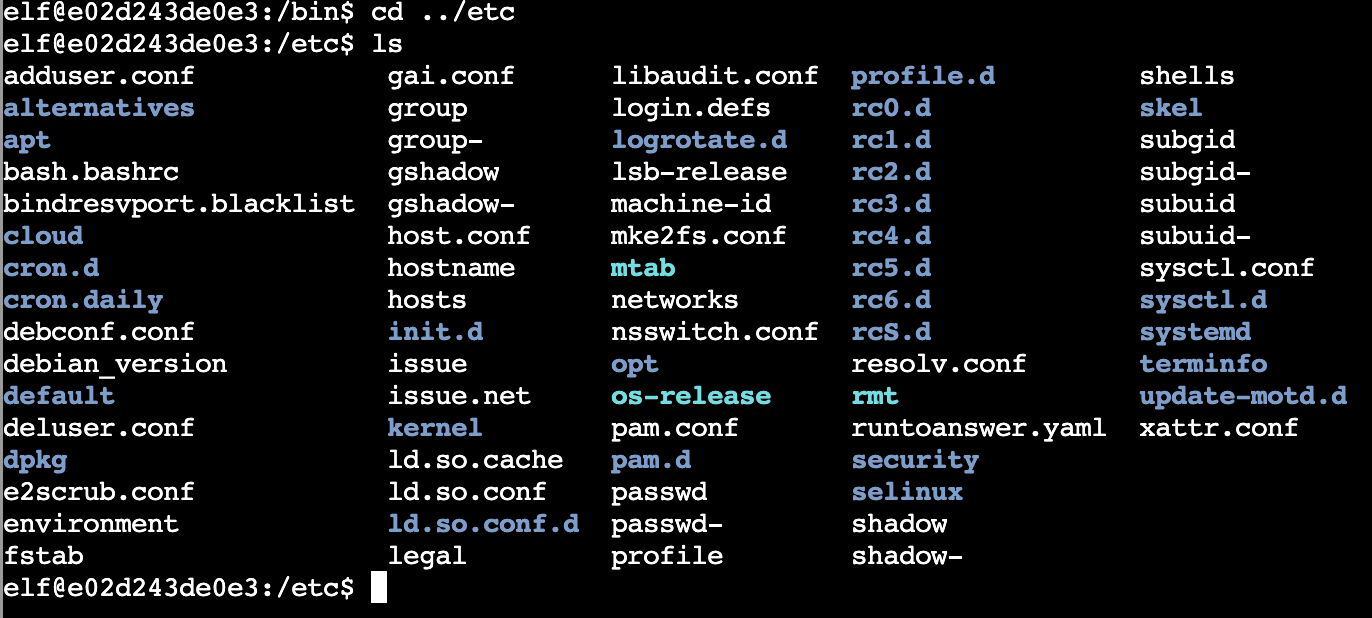 elf@e02d243de0e3:/bin$ cd ../etc
elf@e02d243de0e3:/etc$ ls
adduser.conf gai.conf libaudit.conf profile.d shells
alternatives group login.defs rc0.d skel
apt group- logrotate.d rc1.d subgid
bash.bashrc gshadow lsb-release rc2.d subgid-
bindresvport.blacklist gshadow- machine-id rc3.d subuid
cloud host.conf mke2fs.conf rc4.d subuid-
cron.d hostname mtab rc5.d sysctl.conf
cron.daily hosts networks rc6.d sysctl.d
debconf.conf init.d nsswitch.conf rcS.d systemd
debian_version issue opt resolv.conf terminfo
default issue.net os-release rmt update-motd.d
deluser.conf kernel pam.conf runtoanswer.yaml xattr.conf
dpkg ld.so.cache pam.d security
e2scrub.conf ld.so.conf passwd selinux
environment ld.so.conf.d passwd- shadow
fstab legal profile shadow-
elf@e02d243de0e3:/etc$